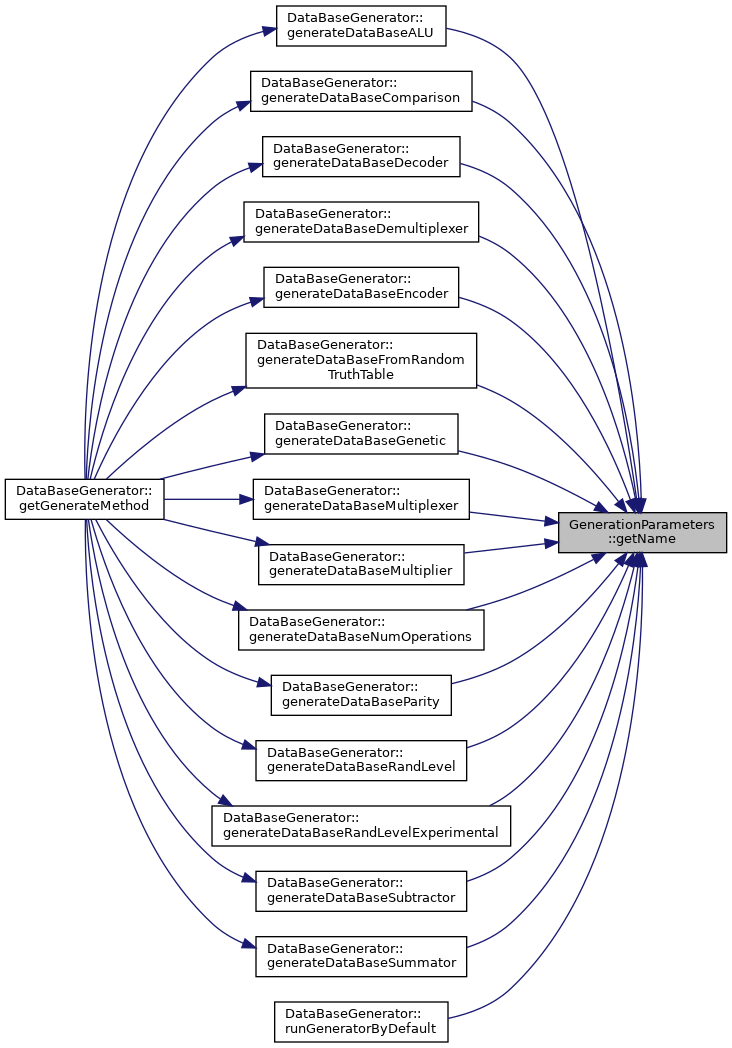 DataBaseGenerator::
generateDataBaseALU
DataBaseGenerator::
generateDataBaseComparison
DataBaseGenerator::
generateDataBaseDecoder
DataBaseGenerator::
generateDataBaseDemultiplexer
DataBaseGenerator::
generateDataBaseEncoder
DataBaseGenerator::
generateDataBaseFromRandom
TruthTable
DataBaseGenerator::
generateDataBaseGenetic
DataBaseGenerator::
getGenerateMethod
DataBaseGenerator::
generateDataBaseMultiplexer
GenerationParameters
::getName
DataBaseGenerator::
generateDataBaseMultiplier
DataBaseGenerator::
generateDataBaseNumOperations
DataBaseGenerator::
generateDataBaseParity
DataBaseGenerator::
generateDataBaseRandLevel
DataBaseGenerator::
generateDataBaseRandLevelExperimental
DataBaseGenerator::
generateDataBaseSubtractor
DataBaseGenerator::
generateDataBaseSummator
DataBaseGenerator::
runGeneratorByDefault